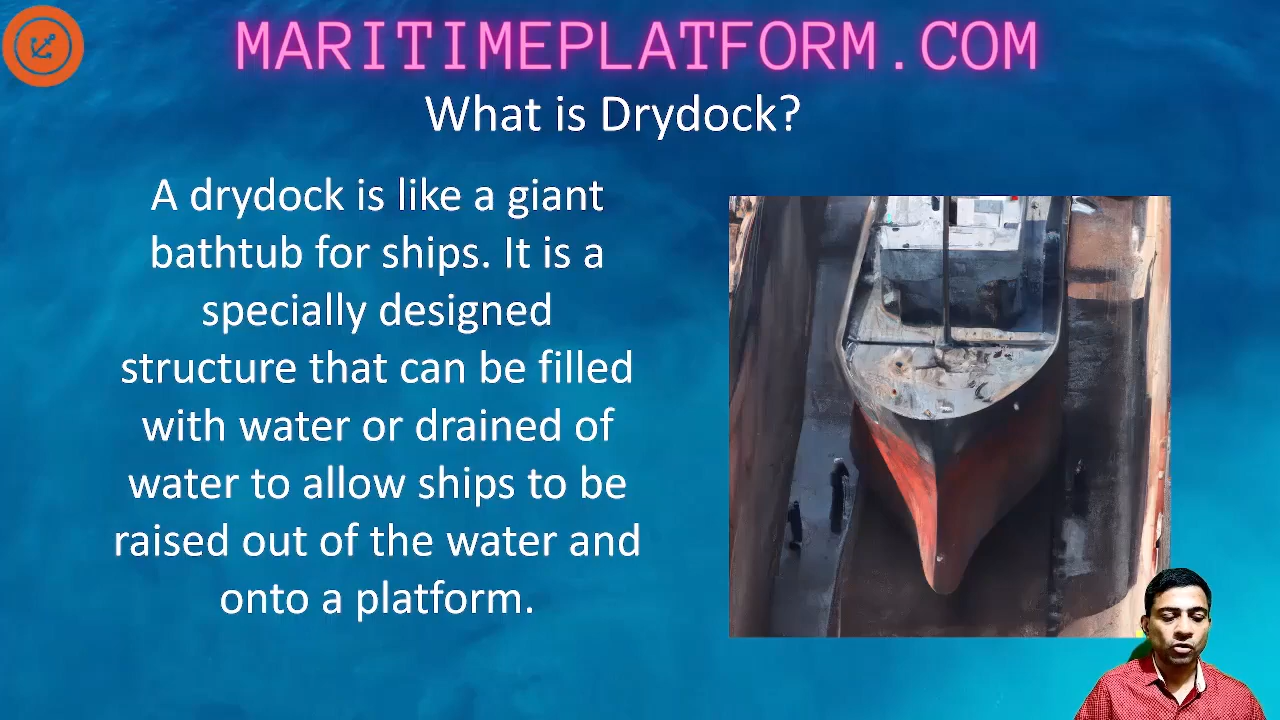 MARITIMEPLATFORM.COM
What is Drydock?
A drydock is like a giant
bathtub for ships. It is a
specially designed
structure that can be filled
with water or drained of
water to allow ships to be
raised out of the water and
onto a platform.